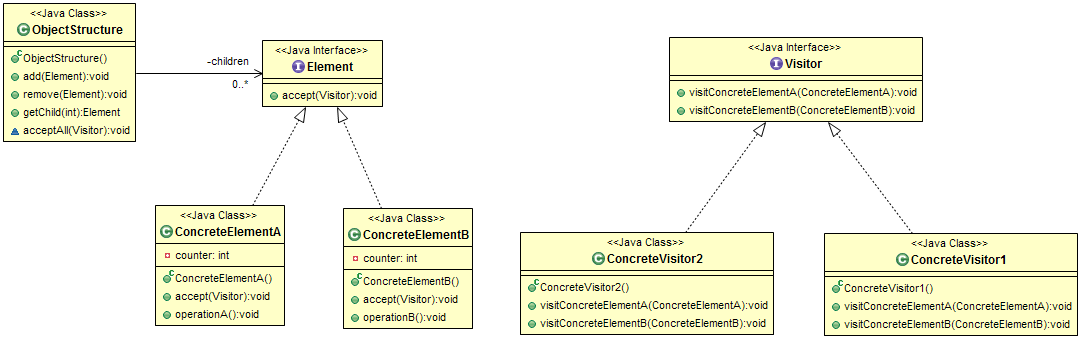 <<Java Class>>
ObjectStructure
ObjectStructure()
add(Element):void
remove(Element):void
getChild(int):Element
acceptAll(Visitor):void
-children
0..*
<<Java Interface>>
Element
accept(Visitor):void
<<Java Class>>
ConcreteElementA
counter: int
ConcreteElementA()
accept(Visitor):void
operationA():void
<<Java Class>>
ConcreteElementB
counter: int
ConcreteElementB()
accept(Visitor):void
operationB():void
<<Java Interface>>
Visitor
visitConcreteElementA(ConcreteElementA):void
visitConcreteElementB(ConcreteElementB):void
<<Java Class>>
ConcreteVisitor2
ConcreteVisitor2()
visitConcreteElementA(ConcreteElementA):void
visitConcreteElementB(ConcreteElementB):void
<<Java Class>>
ConcreteVisitor1
ConcreteVisitor1()
visitConcreteElementA(ConcreteElementA):void
visitConcreteElementB(ConcreteElementB):void